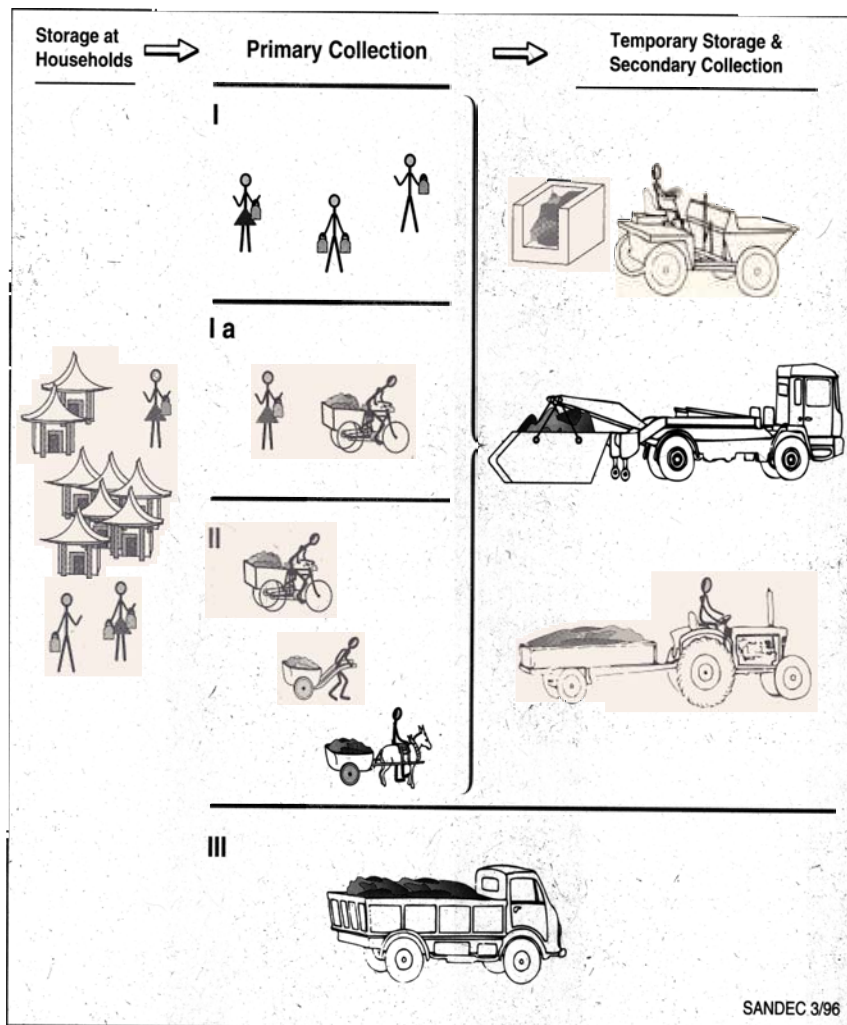 Storage at
Households
Primary Collection
Temporary Storage &
Secondary Collection
I
I a
II
III
SANDEC 3/96